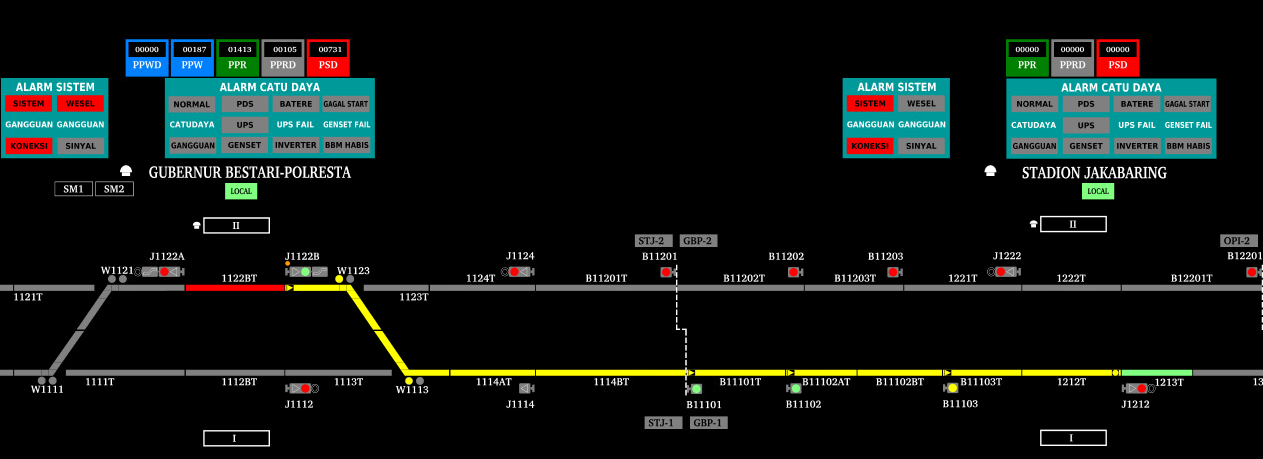 00000 00187 01413 00105 00731 00000 00000 00000
PPWD PPW PPR PPRD PSD PPR PPRD PSD
ALARM SISTEM ALARM CATU DAYA ALARM SISTEM ALARM CATU DAYA
SISTEM WESEL NORMAL PDS BATERE GAGAL START SISTEM WESEL NORMAL PDS BATERE GAGAL START
GANGGUAN GANGGUAN CATUDAYA UPS UPS FAIL GENSET FAIL GANGGUAN GANGGUAN CATUDAYA UPS UPS FAIL GENSET FAIL
KONEKSI SINYAL GANGGUAN GENSET INVERTER BBM HABIS KONEKSI SINYAL GANGGUAN GENSET INVERTER BBM HABIS
GUBERNUR BESTARI-POLRESTA STADION JAKABARING
SM1 SM2 LOCAL LOCAL
II II
STJ-2 GBP-2 OPI-2
J1122A J1122B J1124 B11201 B11202 B11203 J1222 B12201
W1121 W1123
1122BT 1124T B11201T B11202T B11203T 1221T 1222T B12201T
1121T 1123T
1111T 1112BT 1113T 1114AT 1114BT B11101T B11102AT B11102BT B11103T 1212T 1213T 13
W1111 W1113
J1112 J1114 B11101 B11102 B11103 J1212
STJ-1 GBP-1
I I